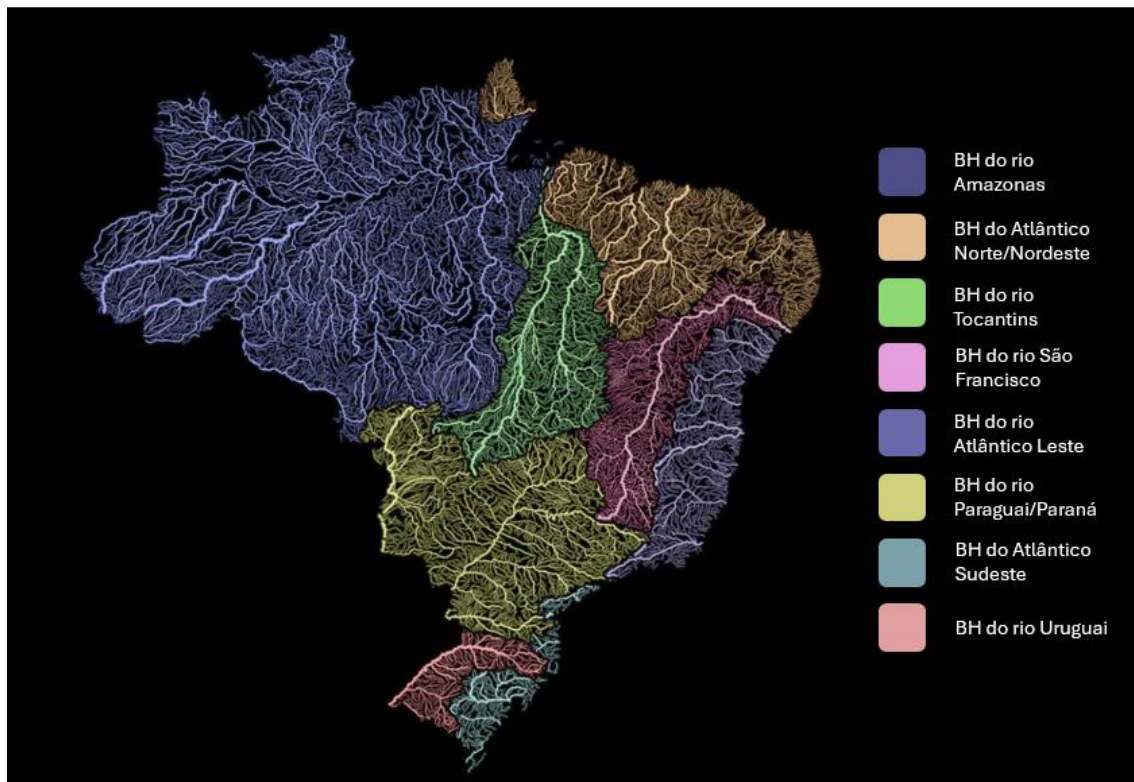 BH do rio
Amazonas
BH do Atlântico
Norte/Nordeste
BH do rio
Tocantins
BH do rio São
Francisco
BH do rio
Atlântico Leste
BH do rio
Paraguai/Paraná
BH do Atlântico
Sudeste
BH do rio Uruguai